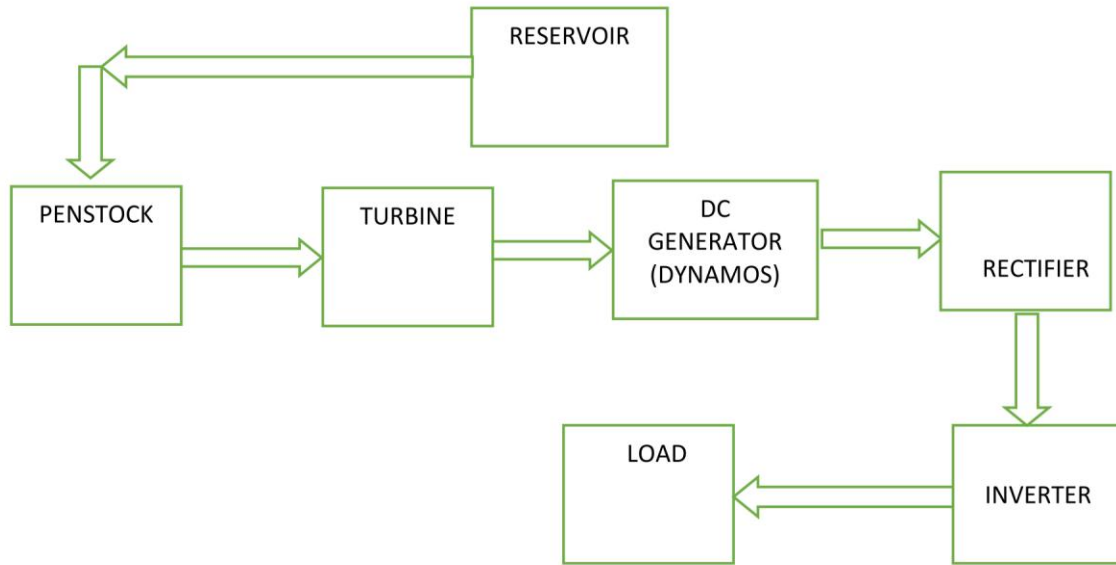 RESERVOIR
PENSTOCK
TURBINE
DC
GENERATOR
(DYNAMOS)
RECTIFIER
LOAD
INVERTER